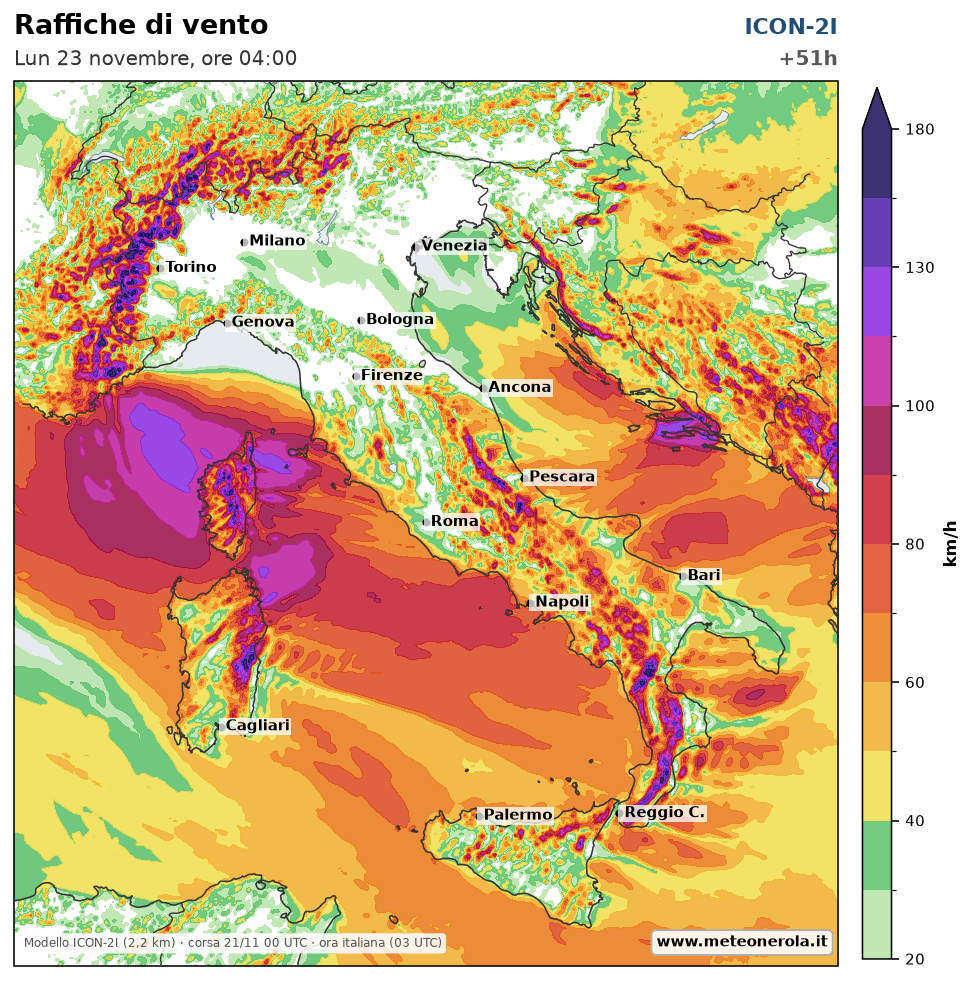 Raffiche di vento
ICON-2I
Lun 23 novembre, ore 04:00
+51h
180
130
100
80
60
40
20
km/h
Milano
Venezia
Torino
Genova
Bologna
Firenze
Ancona
Pescara
Roma
Bari
Napoli
Cagliari
Palermo
Reggio C.
Modello ICON-2I (2,2 km) · corsa 21/11 00 UTC · ora italiana (03 UTC)
www.meteonerola.it